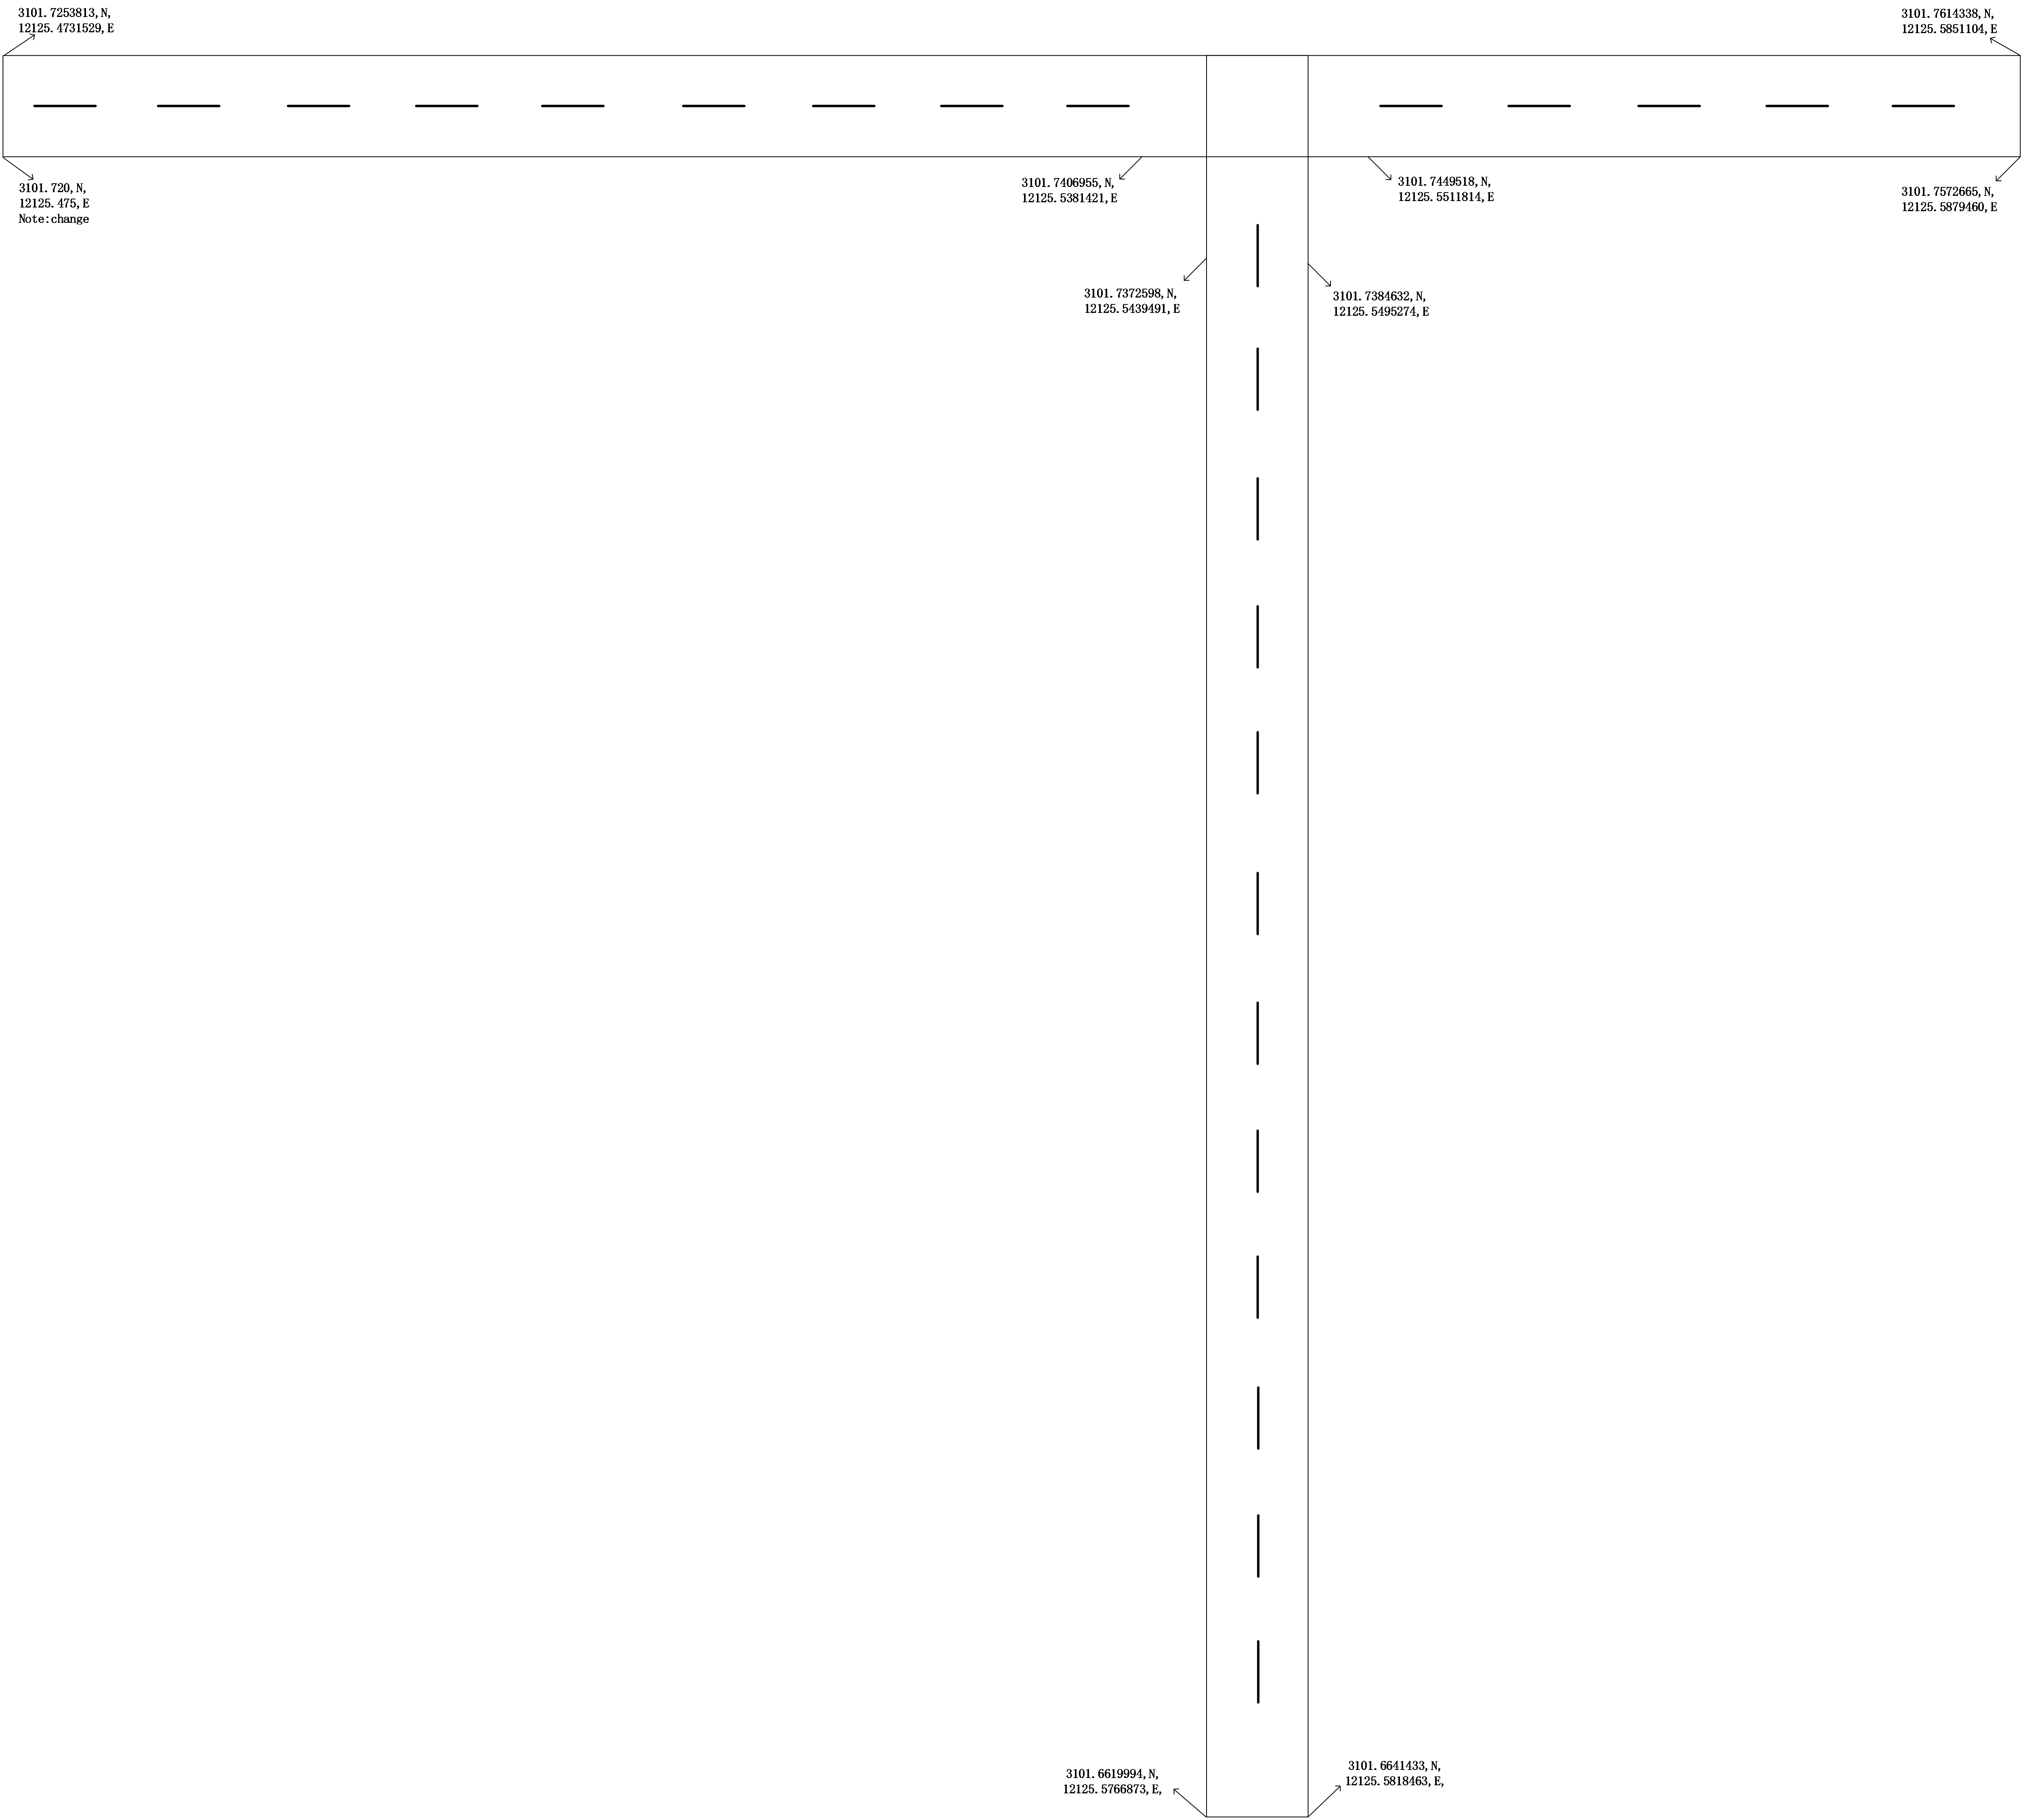 3101.7253813,N,
12125.4731529,E
3101.7614338,N,
12125.5851104,E
3101.720,N,
12125.475,E
Note:change
3101.7406955,N,
12125.5381421,E
3101.7449518,N,
12125.5511814,E
3101.7572665,N,
12125.5879460,E
3101.7372598,N,
12125.5439491,E
3101.7384632,N,
12125.5495274,E
3101.6619994,N,
12125.5766873,E,
3101.6641433,N,
12125.5818463,E,